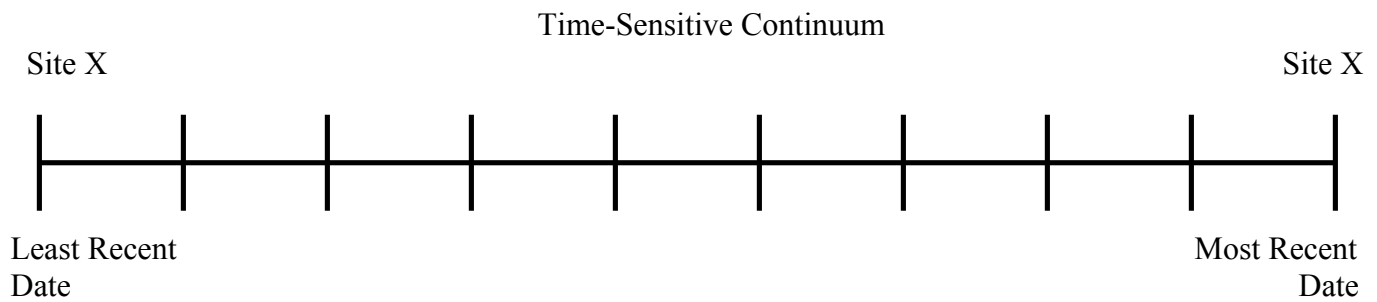 Time-Sensitive Continuum
Site X Site X
Least Recent Most Recent
Date Date